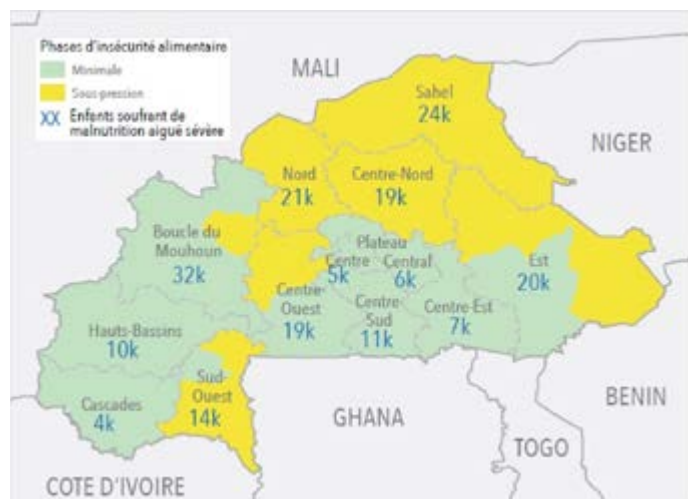 Phases d'insécurité alimentaire
Minimale
Sous-pression
XX Enfants souffrant de
malnutrition aiguë sévère
MALI
NIGER
Sahel
24k
Nord
21k
Centre-Nord
19k
Boucle du
Mouhoun
32k
Plateau
Central
6k
Centre
5k
Est
20k
Centre-
Ouest
19k
Centre-
Sud
11k
Centre-Est
7k
Hauts-Bassins
10k
Sud-
Ouest
14k
Cascades
4k
GHANA
TOGO
BENIN
COTE D'IVOIRE